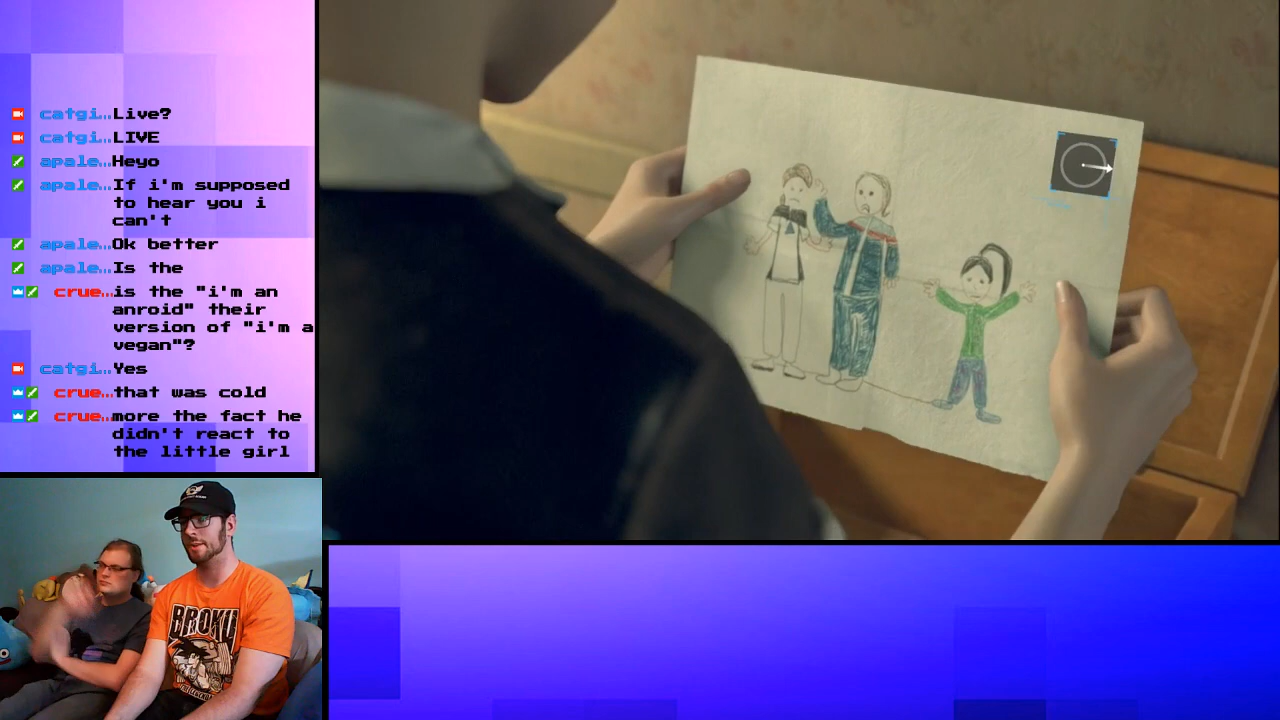 catgi…Live?
catgi…LIVE
apale…Heyo
apale…If i'm supposed
to hear you i
can't
apale…Ok better
apale…Is the
crue…is the "i'm an
anroid" their
version of "i'm a
vegan"?
catgi…Yes
crue…that was cold
crue…more the fact he
didn't react to
the little girl
BROKU